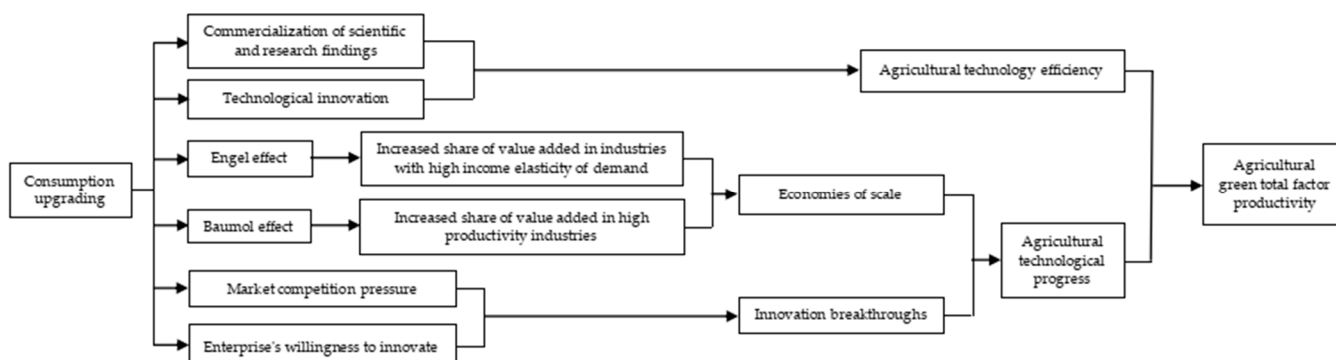 Commercialization of scientific
and research findings
Agricultural technology efficiency
Technological innovation
Engel effect
Increased share of value added in industries
with high income elasticity of demand
Consumption
upgrading
Economies of scale
Agricultural
green total factor
productivity
Baumol effect
Increased share of value added in high
productivity industries
Agricultural
technological
progress
Market competition pressure
Innovation breakthroughs
Enterprise's willingness to innovate